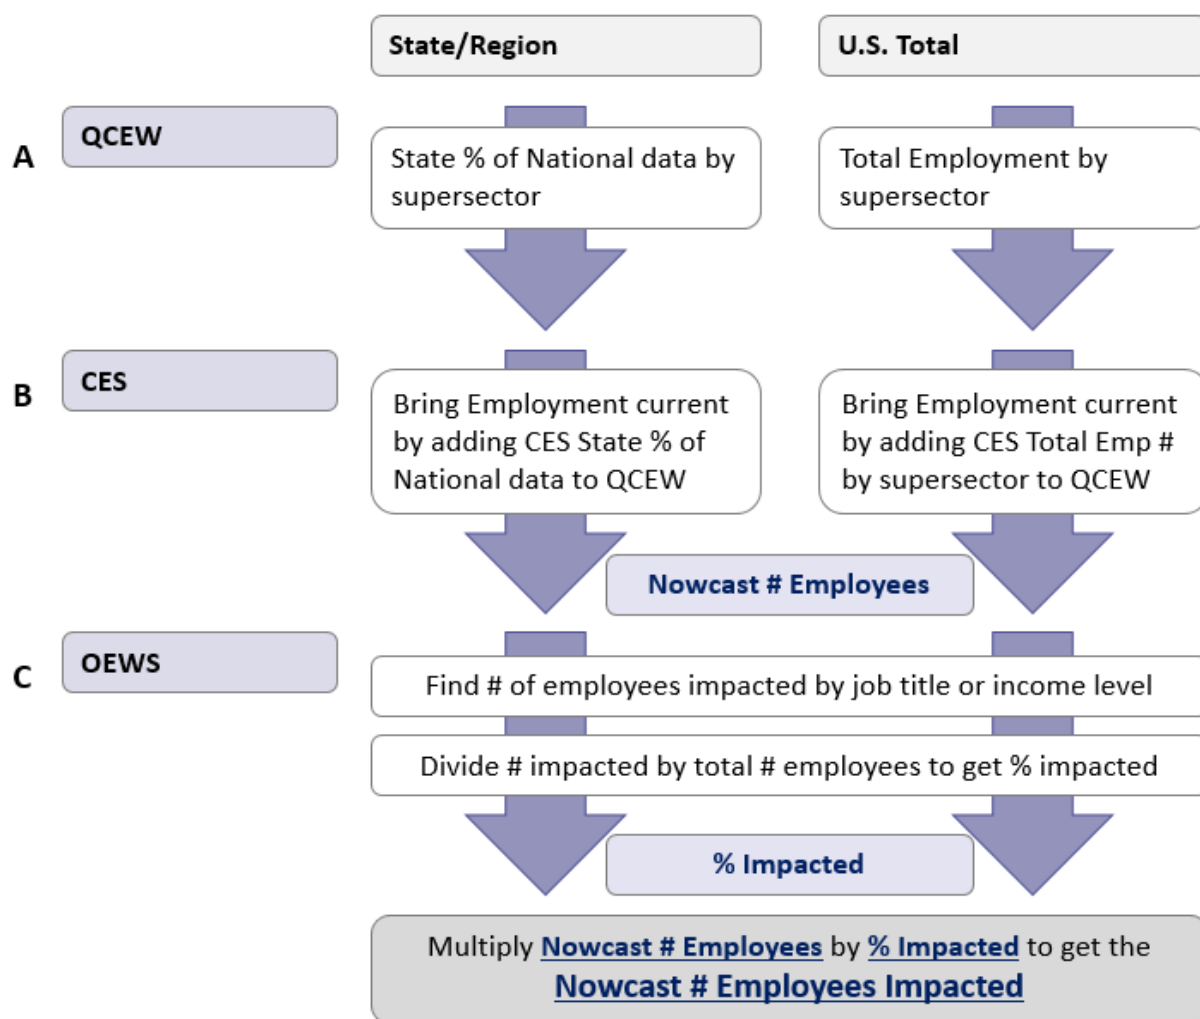 State/Region
U.S. Total
A
QCEW
State % of National data by
supersector
Total Employment by
supersector
B
CES
Bring Employment current
by adding CES State % of
National data to QCEW
Bring Employment current
by adding CES Total Emp #
by supersector to QCEW
Nowcast # Employees
C
OEWS
Find # of employees impacted by job title or income level
Divide # impacted by total # employees to get % impacted
% Impacted
Multiply Nowcast # Employees by % Impacted to get the
Nowcast # Employees Impacted